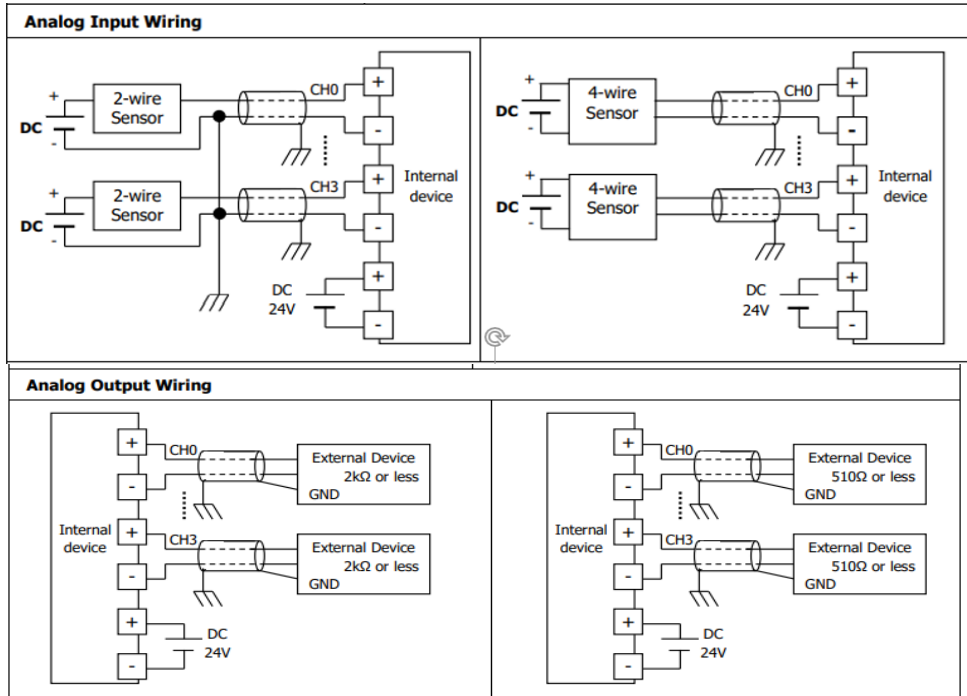 Analog Input Wiring
+
DC
-
2-wire
Sensor
CH0
+
-
+
DC
-
2-wire
Sensor
CH3
+
-
Internal
device
DC
24V
+
-
+
DC
-
4-wire
Sensor
CH0
+
-
+
DC
-
4-wire
Sensor
CH3
+
-
Internal
device
DC
24V
+
-
Analog Output Wiring
+
CH0
-
External Device
2kΩ or less
GND
Internal
device
+
CH3
-
External Device
2kΩ or less
GND
+
-
DC
24V
+
CH0
-
External Device
510Ω or less
GND
Internal
device
+
CH3
-
External Device
510Ω or less
GND
+
-
DC
24V